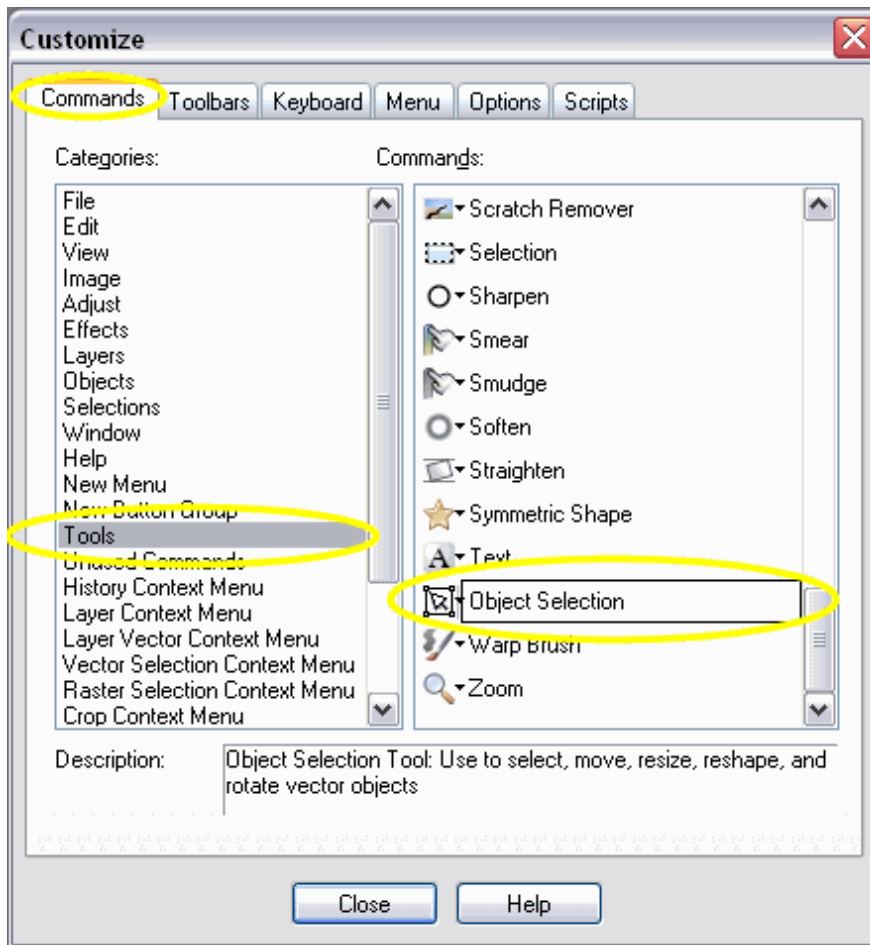 Customize
Commands Toolbars Keyboard Menu Options Scripts
Categories:
Commands:
File
Edit
View
Image
Adjust
Effects
Layers
Objects
Selections
Window
Help
New Menu
New Button Group
Tools
Unused Commands
History Context Menu
Layer Context Menu
Layer Vector Context Menu
Vector Selection Context Menu
Raster Selection Context Menu
Crop Context Menu
Scratch Remover
Selection
Sharpen
Smear
Smudge
Soften
Straighten
Symmetric Shape
A Text
Object Selection
Warp Brush
Zoom
Description:
Object Selection Tool: Use to select, move, resize, reshape, and
rotate vector objects
Close Help